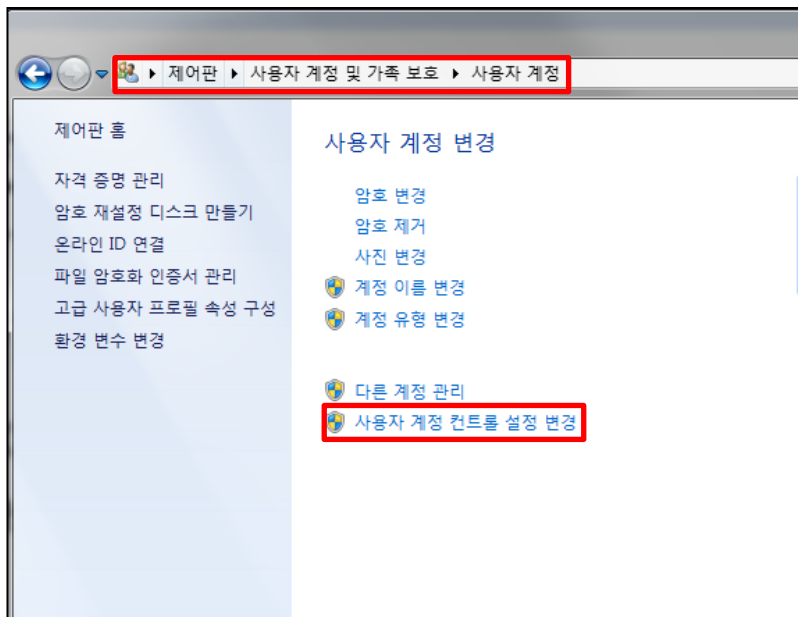 제어판 ▸ 사용자 계정 및 가족 보호 ▸ 사용자 계정
제어판 홈
자격 증명 관리
암호 재설정 디스크 만들기
온라인 ID 연결
파일 암호화 인증서 관리
고급 사용자 프로필 속성 구성
환경 변수 변경
사용자 계정 변경
암호 변경
암호 제거
사진 변경
계정 이름 변경
계정 유형 변경
다른 계정 관리
사용자 계정 컨트롤 설정 변경